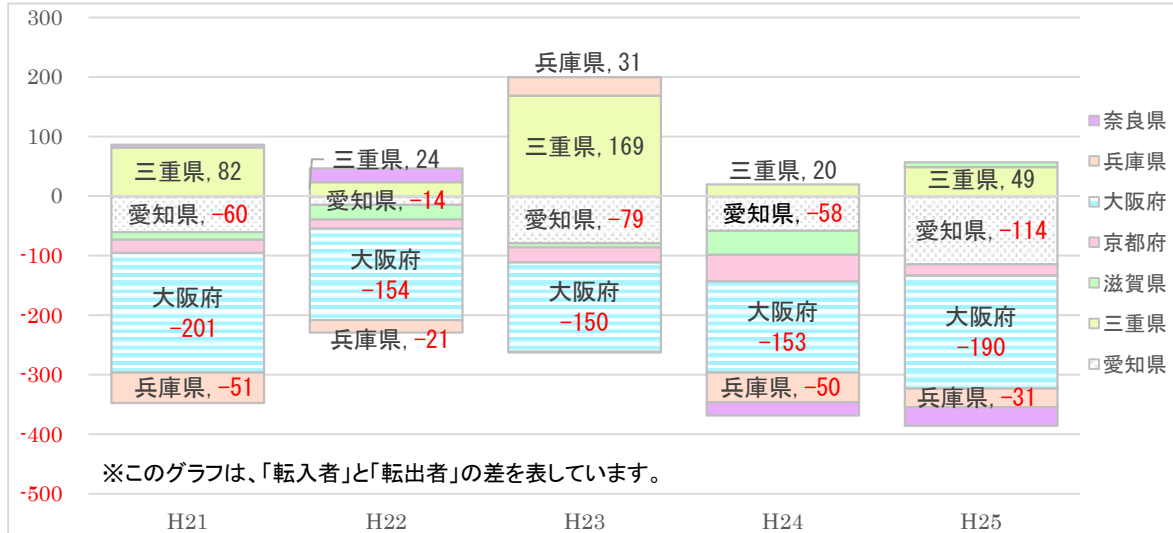 300
200
100
0
-100
-200
-300
-400
-500
三重県, 82
愛知県, −60
大阪府
−201
兵庫県, −51
三重県, 24
愛知県, −14
大阪府
−154
兵庫県, −21
兵庫県, 31
三重県, 169
愛知県, −79
大阪府
−150
三重県, 20
愛知県, −58
大阪府
−153
兵庫県, −50
三重県, 49
愛知県, −114
大阪府
−190
兵庫県, −31
※このグラフは、「転入者」と「転出者」の差を表しています。
H21
H22
H23
H24
H25
奈良県
兵庫県
大阪府
京都府
滋賀県
三重県
愛知県